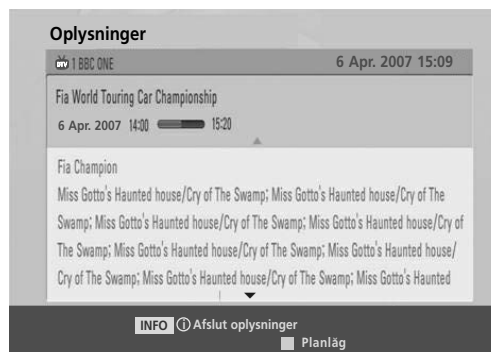 Oplysninger
DTV 1 BBC ONE 6 Apr. 2007 15:09
Fia World Touring Car Championship
6 Apr. 2007 14:00 15:20
Fia Champion
Miss Gotto's Haunted house/Cry of The Swamp; Miss Gotto's Haunted house/Cry of The
Swamp; Miss Gotto's Haunted house/Cry of The Swamp; Miss Gotto's Haunted house/Cry of
The Swamp; Miss Gotto's Haunted house/Cry of The Swamp; Miss Gotto's Haunted house/
Cry of The Swamp; Miss Gotto's Haunted house/Cry of The Swamp; Miss Gotto's Haunted
INFO ⓘ Afslut oplysninger
Planlåg